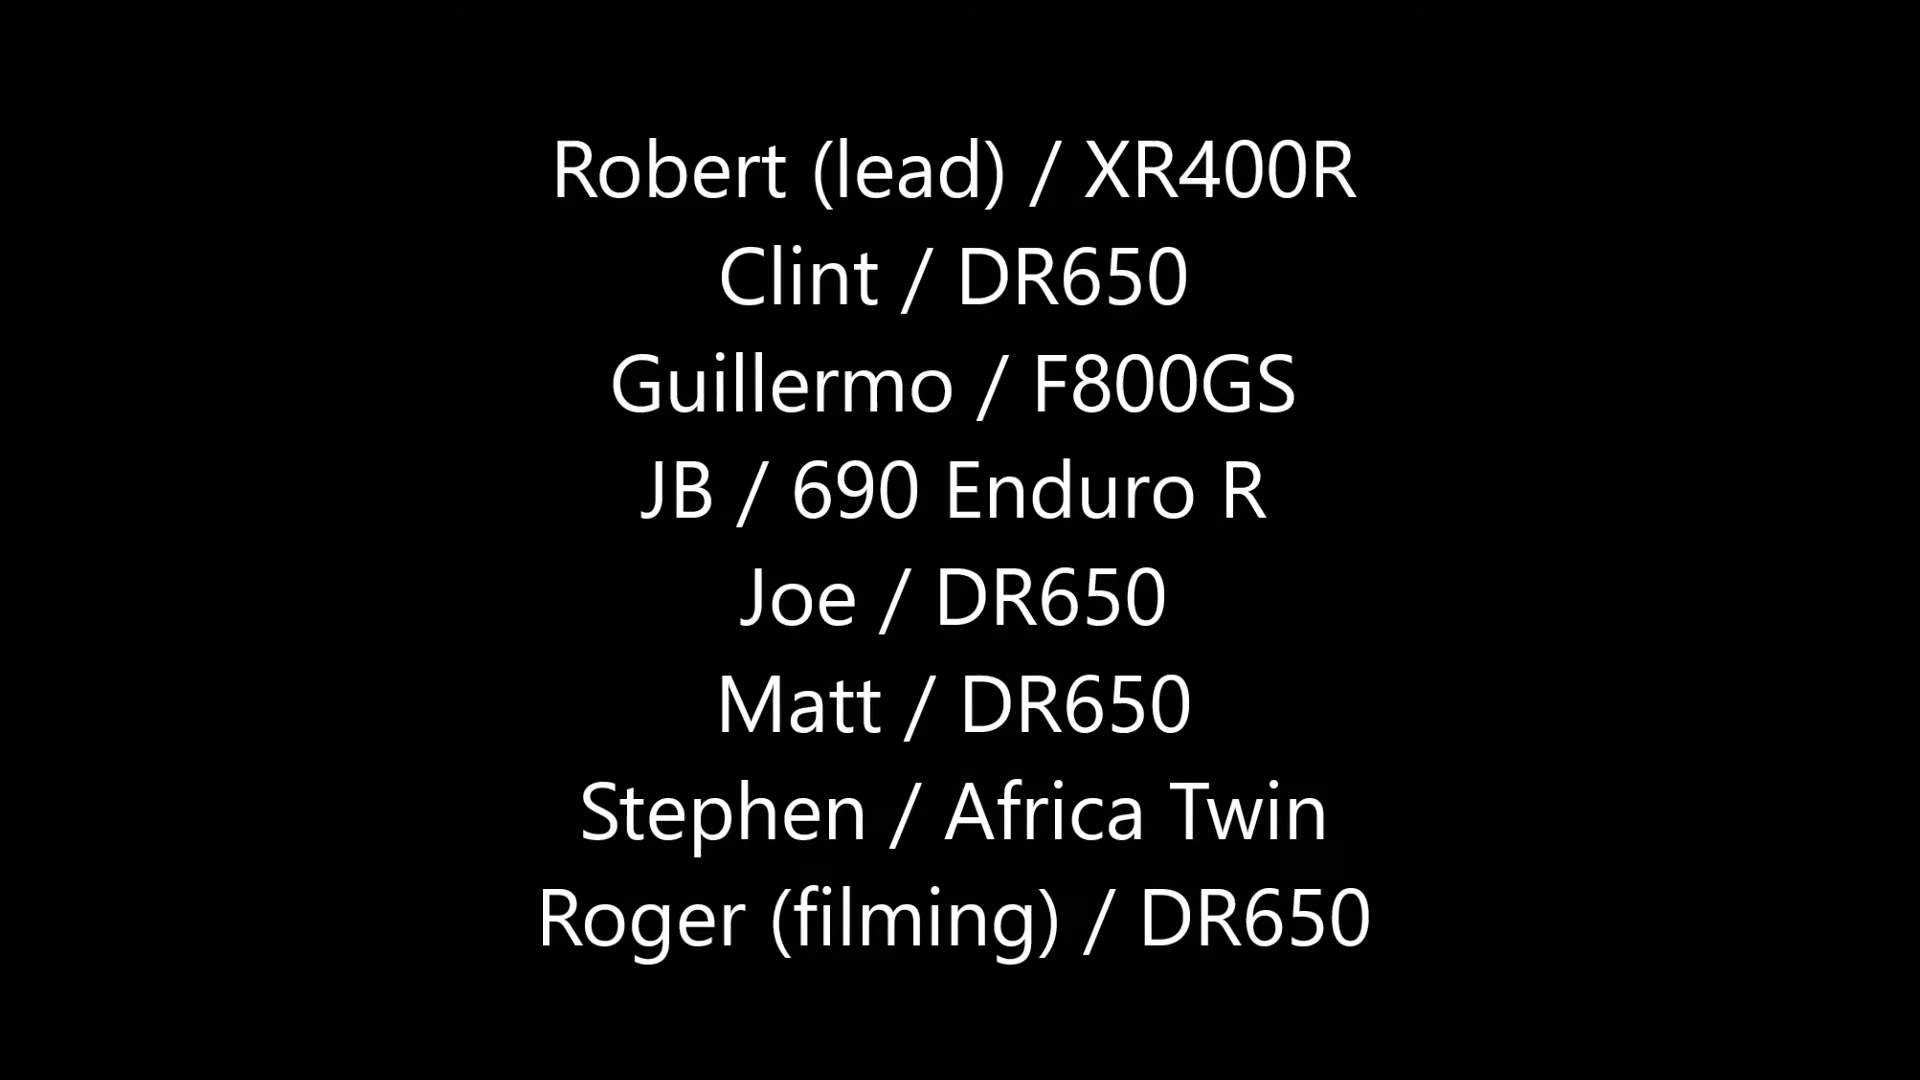 Robert (lead) / XR400R
Clint / DR650
Guillermo / F800GS
JB / 690 Enduro R
Joe / DR650
Matt / DR650
Stephen / Africa Twin
Roger (filming) / DR650